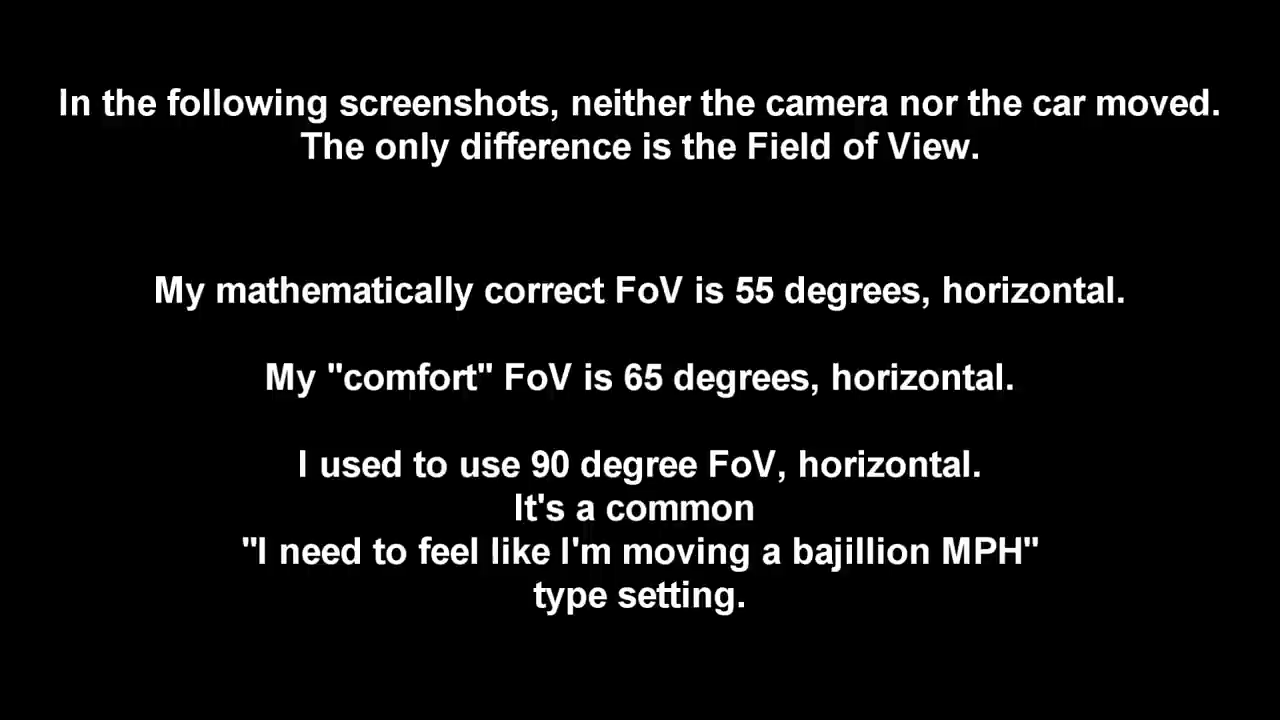 In the following screenshots, neither the camera nor the car moved.
The only difference is the Field of View.
My mathematically correct FoV is 55 degrees, horizontal.
My "comfort" FoV is 65 degrees, horizontal.
I used to use 90 degree FoV, horizontal.
It's a common
"I need to feel like I'm moving a bajillion MPH"
type setting.